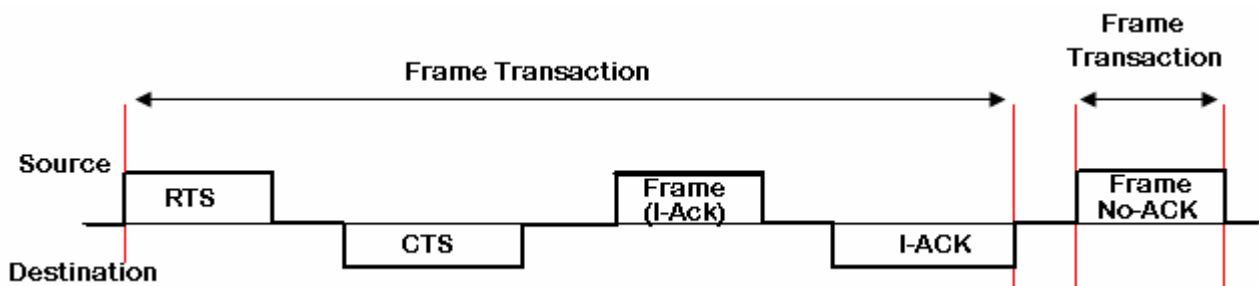 Frame Transaction
Frame
Transaction
Source
RTS
CTS
Frame
(I-Ack)
I-ACK
Frame
No-ACK
Destination